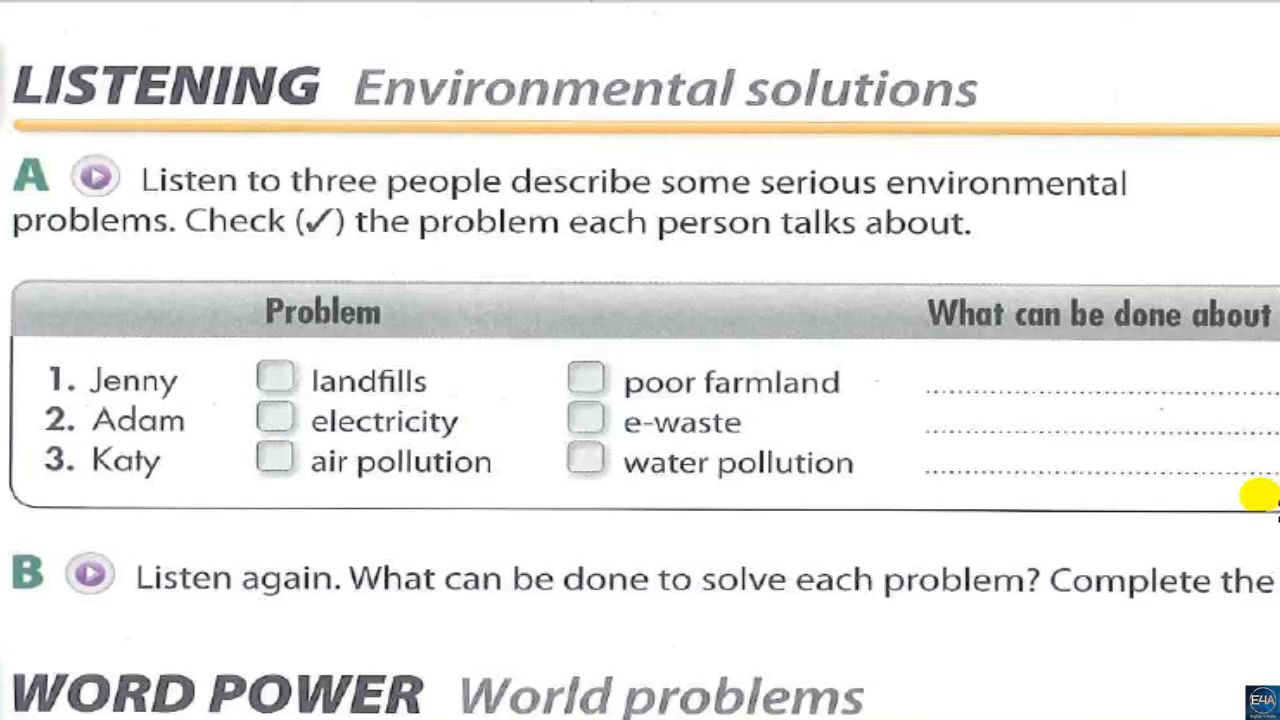 LISTENING Environmental solutions
A Listen to three people describe some serious environmental
problems. Check (✓) the problem each person talks about.
Problem What can be done about
1. Jenny landfills poor farmland
2. Adam electricity e-waste
3. Katy air pollution water pollution
B Listen again. What can be done to solve each problem? Complete the
WORD POWER World problems
E4A